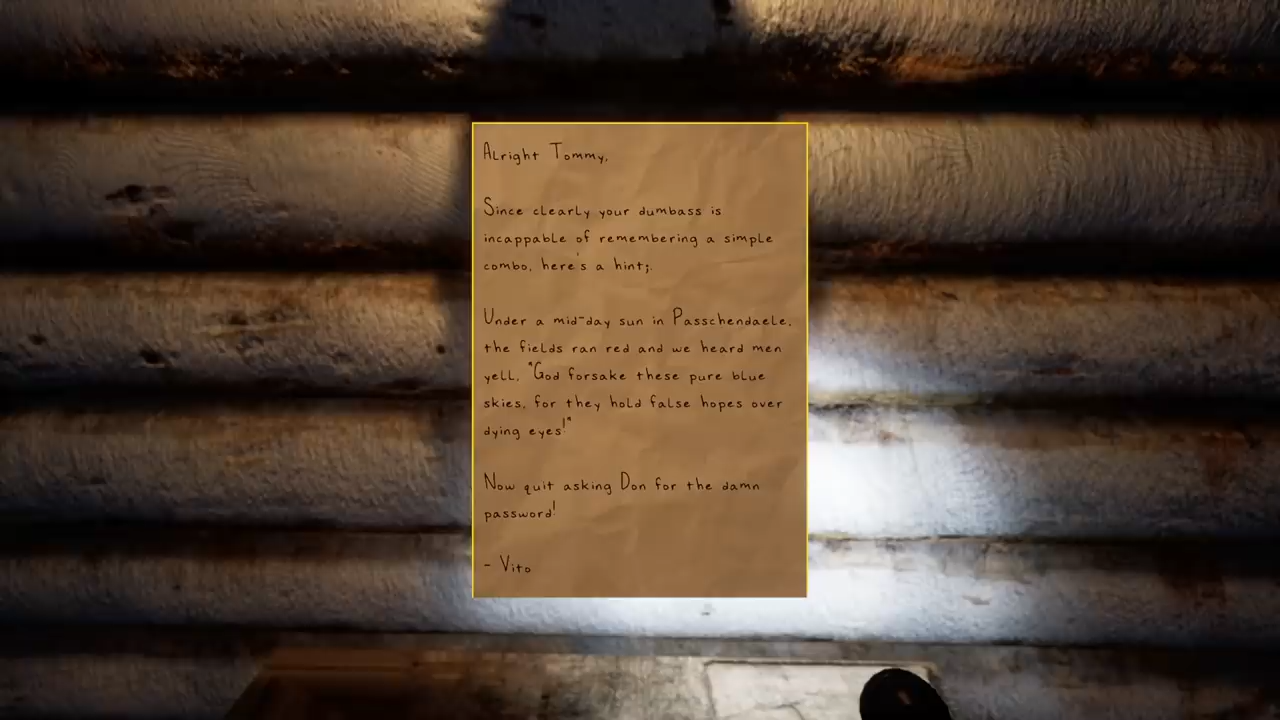 Alright Tommy,
Since clearly your dumbass is
incappable of remembering a simple
combo, here's a hint;
Under a mid-day sun in Passchendaele,
the fields ran red and we heard men
yell, "God forsake these pure blue
skies, for they hold false hopes over
dying eyes!"
Now quit asking Don for the damn
password!
- Vito